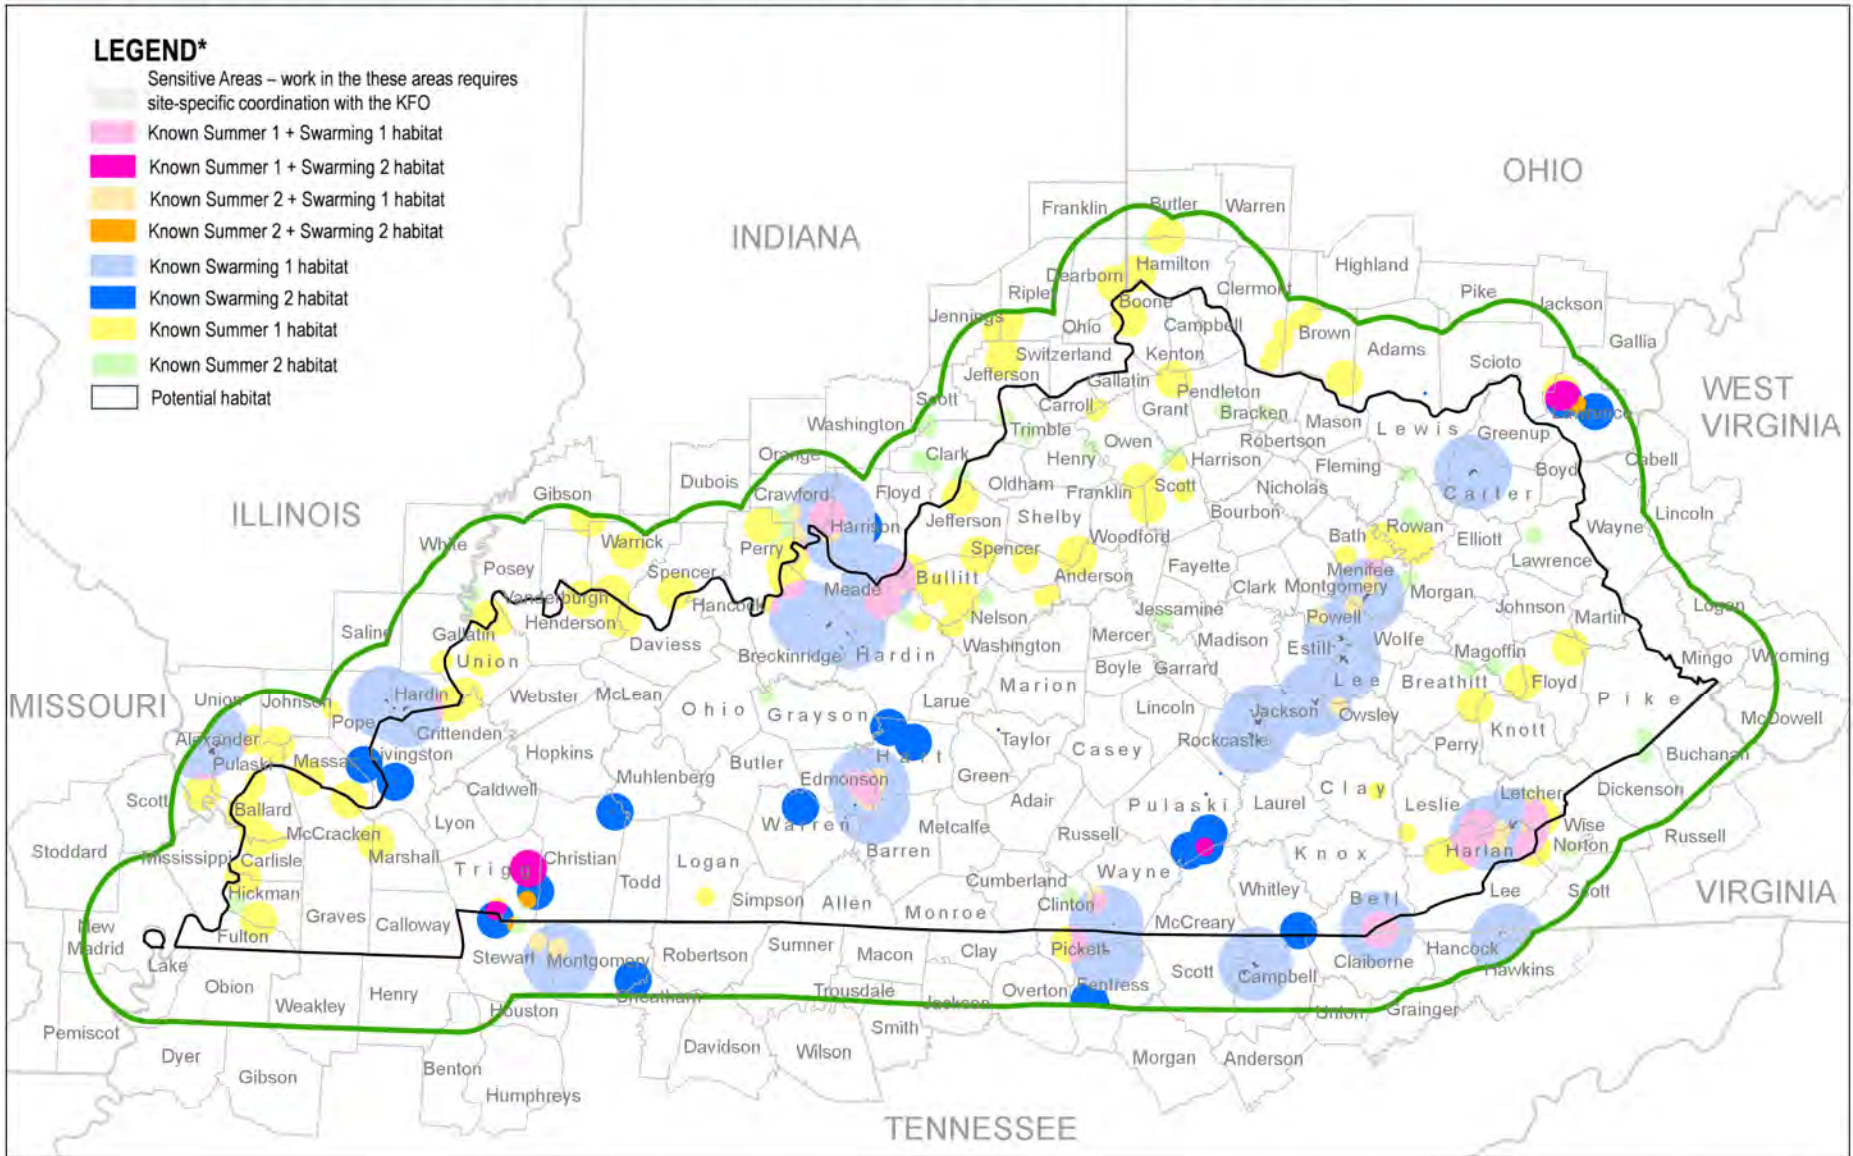 LEGEND*
Sensitive Areas – work in the these areas requires
site-specific coordination with the KFO
Known Summer 1 + Swarming 1 habitat
Known Summer 1 + Swarming 2 habitat
Known Summer 2 + Swarming 1 habitat
Known Summer 2 + Swarming 2 habitat
Known Swarming 1 habitat
Known Swarming 2 habitat
Known Summer 1 habitat
Known Summer 2 habitat
Potential habitat
OHIO
INDIANA
ILLINOIS
MISSOURI
WEST
VIRGINIA
VIRGINIA
TENNESSEE
Franklin
Butler
Warren
Hamilton
Highland
Dearborn
Ripley
Clermont
Boone
Pike
Jackson
Jennings
Ohio
Campbell
Brown
Gallia
Switzerland
Kenton
Adams
Scioto
Jefferson
Gallatin
Pendleton
Scott
Carroll
Grant
Bracken
Mason
Lewis
Lawrence
Washington
Trimble
Owen
Robertson
Greenup
Orange
Clark
Henry
Harrison
Fleming
Boyd
Cabell
Dubois
Crawford
Floyd
Oldham
Franklin
Scott
Nicholas
Carter
Gibson
Harrison
Jefferson
Shelby
Bourbon
Rowan
Wayne
Lincoln
White
Warrick
Perry
Spencer
Woodford
Bath
Elliott
Posey
Spencer
Bullitt
Anderson
Fayette
Menifee
Lawrence
Vanderburgh
Hancock
Meade
Nelson
Clark
Montgomery
Morgan
Henderson
Jessamine
Powell
Johnson
Martin
Logan
Saline
Gallatin
Daviess
Washington
Mercer
Madison
Wolfe
Union
Breckinridge
Hardin
Boyle
Garrard
Estill
Magoffin
Mingo
Wyoming
Union
Johnson
Hardin
Webster
McLean
Marion
Lee
Breathitt
Floyd
Pike
Pope
Ohio
Grayson
Larue
Lincoln
Jackson
Owsley
McDowell
Alexander
Crittenden
Taylor
Casey
Rockcastle
Perry
Knott
Buchanan
Pulaski
Massac
Livingston
Hopkins
Butler
Hart
Muhlenberg
Edmonson
Green
Scott
Ballard
Caldwell
Adair
Pulaski
Laurel
Clay
Leslie
Letcher
Dickenson
McCracken
Lyon
Warren
Metcalfe
Russell
Wise
Russell
Stoddard
Mississippi
Carlisle
Marshall
Trigg
Christian
Logan
Barren
Knox
Harlan
Norton
Hickman
Todd
Simpson
Allen
Cumberland
Wayne
Whitley
Bell
Lee
Scott
Graves
Calloway
Monroe
Clinton
McCreary
New
Madrid
Fulton
Lake
Stewart
Montgomery
Robertson
Sumner
Macon
Clay
Pickett
Scott
Campbell
Claiborne
Hancock
Hawkins
Obion
Weakley
Henry
Houston
Cheatham
Trousdale
Jackson
Overton
Fentress
Union
Grainger
Pemiscot
Dyer
Gibson
Benton
Humphreys
Davidson
Wilson
Smith
Morgan
Anderson